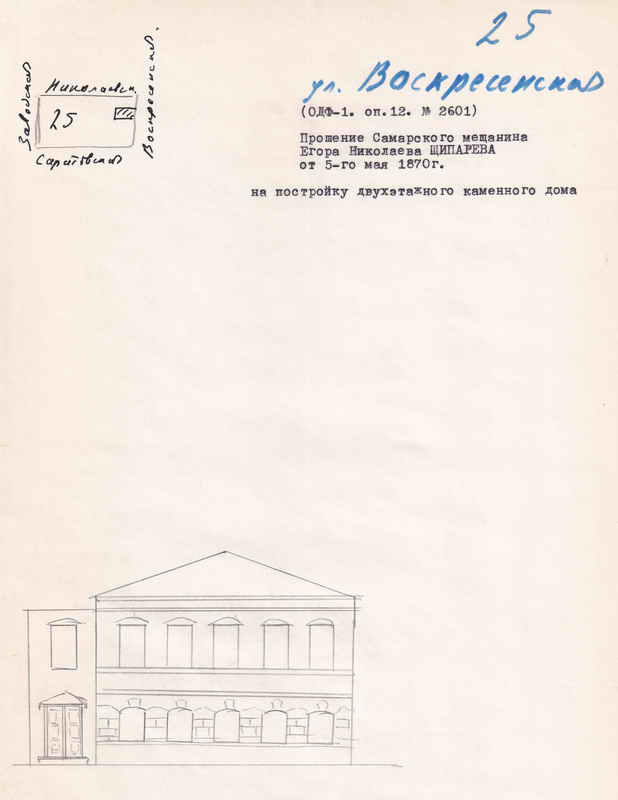 25
ул. Воскресенская
Николаевск.
Заводская
25
Воскресенская.
Саратовская
(ОДФ-1. оп.12. № 2601)
Прошение Самарского мещанина
Егора Николаева ЩИПАРЕВА
от 5-го мая 1870г.
на постройку двухэтажного каменного дома